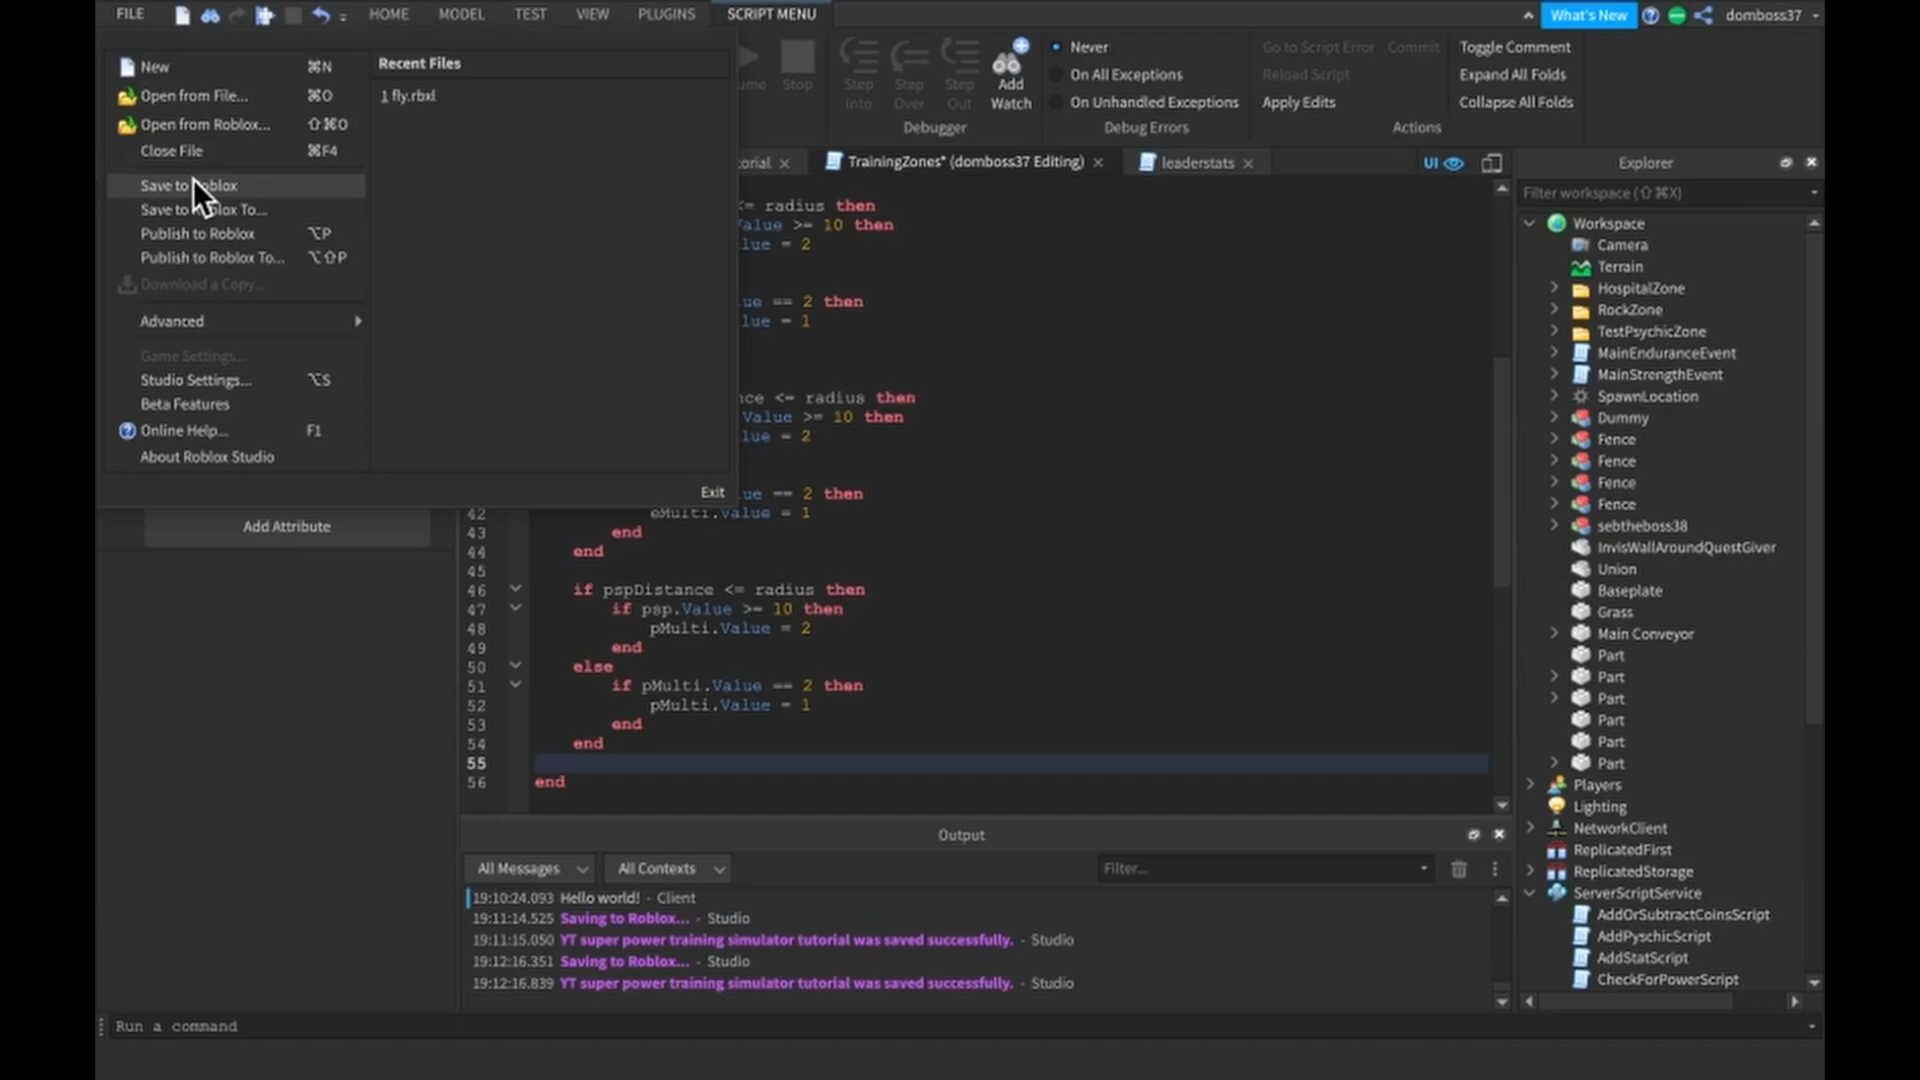 FILE HOME MODEL TEST VIEW PLUGINS SCRIPT MENU What's New domboss37
New ⌘N
Open from File... ⌘O
Open from Roblox... ⇧⌘O
Close File ⌘F4
Save to Roblox
Save to Roblox To...
Publish to Roblox ⌥P
Publish to Roblox To... ⌥⇧P
Download a Copy...
Advanced
Game Settings...
Studio Settings... ⌥S
Beta Features
Online Help... F1
About Roblox Studio
Recent Files
1 fly.rbxl
Exit
Add Attribute
ume Stop
Step Into
Step Over
Step Out
Add Watch
Debugger
Never
On All Exceptions
On Unhandled Exceptions
Debug Errors
Go to Script Error Commit
Reload Script
Apply Edits
Toggle Comment
Expand All Folds
Collapse All Folds
Actions
torial TrainingZones* (domboss37 Editing) leaderstats UI
<= radius then
alue >= 10 then
lue = 2
ue == 2 then
lue = 1
nce <= radius then
Value >= 10 then
lue = 2
ue == 2 then
42 eMulti.Value = 1
43 end
44 end
45
46 if pspDistance <= radius then
47 if psp.Value >= 10 then
48 pMulti.Value = 2
49 end
50 else
51 if pMulti.Value == 2 then
52 pMulti.Value = 1
53 end
54 end
55
56 end
Output
All Messages All Contexts Filter...
19:10:24.093 Hello world! - Client
19:11:14.525 Saving to Roblox... - Studio
19:11:15.050 YT super power training simulator tutorial was saved successfully. - Studio
19:12:16.351 Saving to Roblox... - Studio
19:12:16.839 YT super power training simulator tutorial was saved successfully. - Studio
Run a command
Explorer
Filter workspace (⇧⌘X)
Workspace
Camera
Terrain
HospitalZone
RockZone
TestPsychicZone
MainEnduranceEvent
MainStrengthEvent
SpawnLocation
Dummy
Fence
Fence
Fence
Fence
sebtheboss38
InvisWallAroundQuestGiver
Union
Baseplate
Grass
Main Conveyor
Part
Part
Part
Part
Part
Part
Players
Lighting
NetworkClient
ReplicatedFirst
ReplicatedStorage
ServerScriptService
AddOrSubtractCoinsScript
AddPyschicScript
AddStatScript
CheckForPowerScript